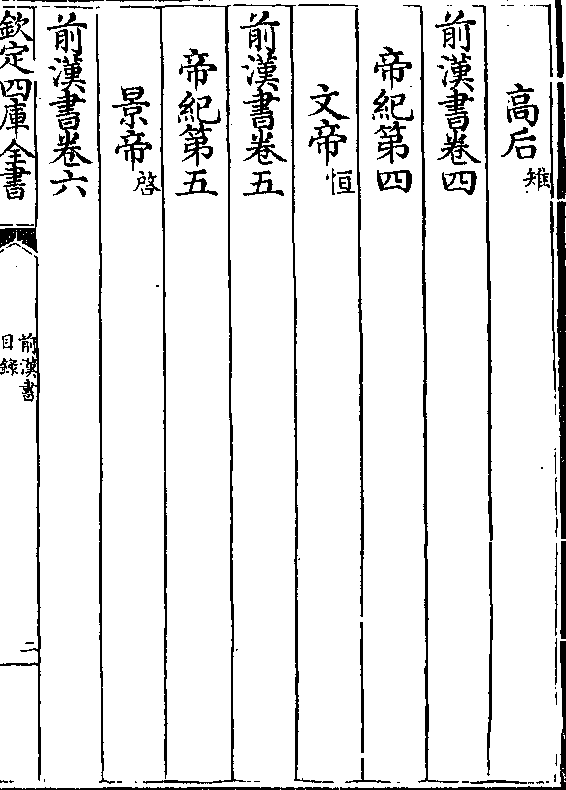 高后雉
前漢書卷四
帝紀第四
文帝恒
前漢書卷五
帝紀第五
景帝啓
前漢書卷六
欽定四庫全書
前漢書
目錄
二